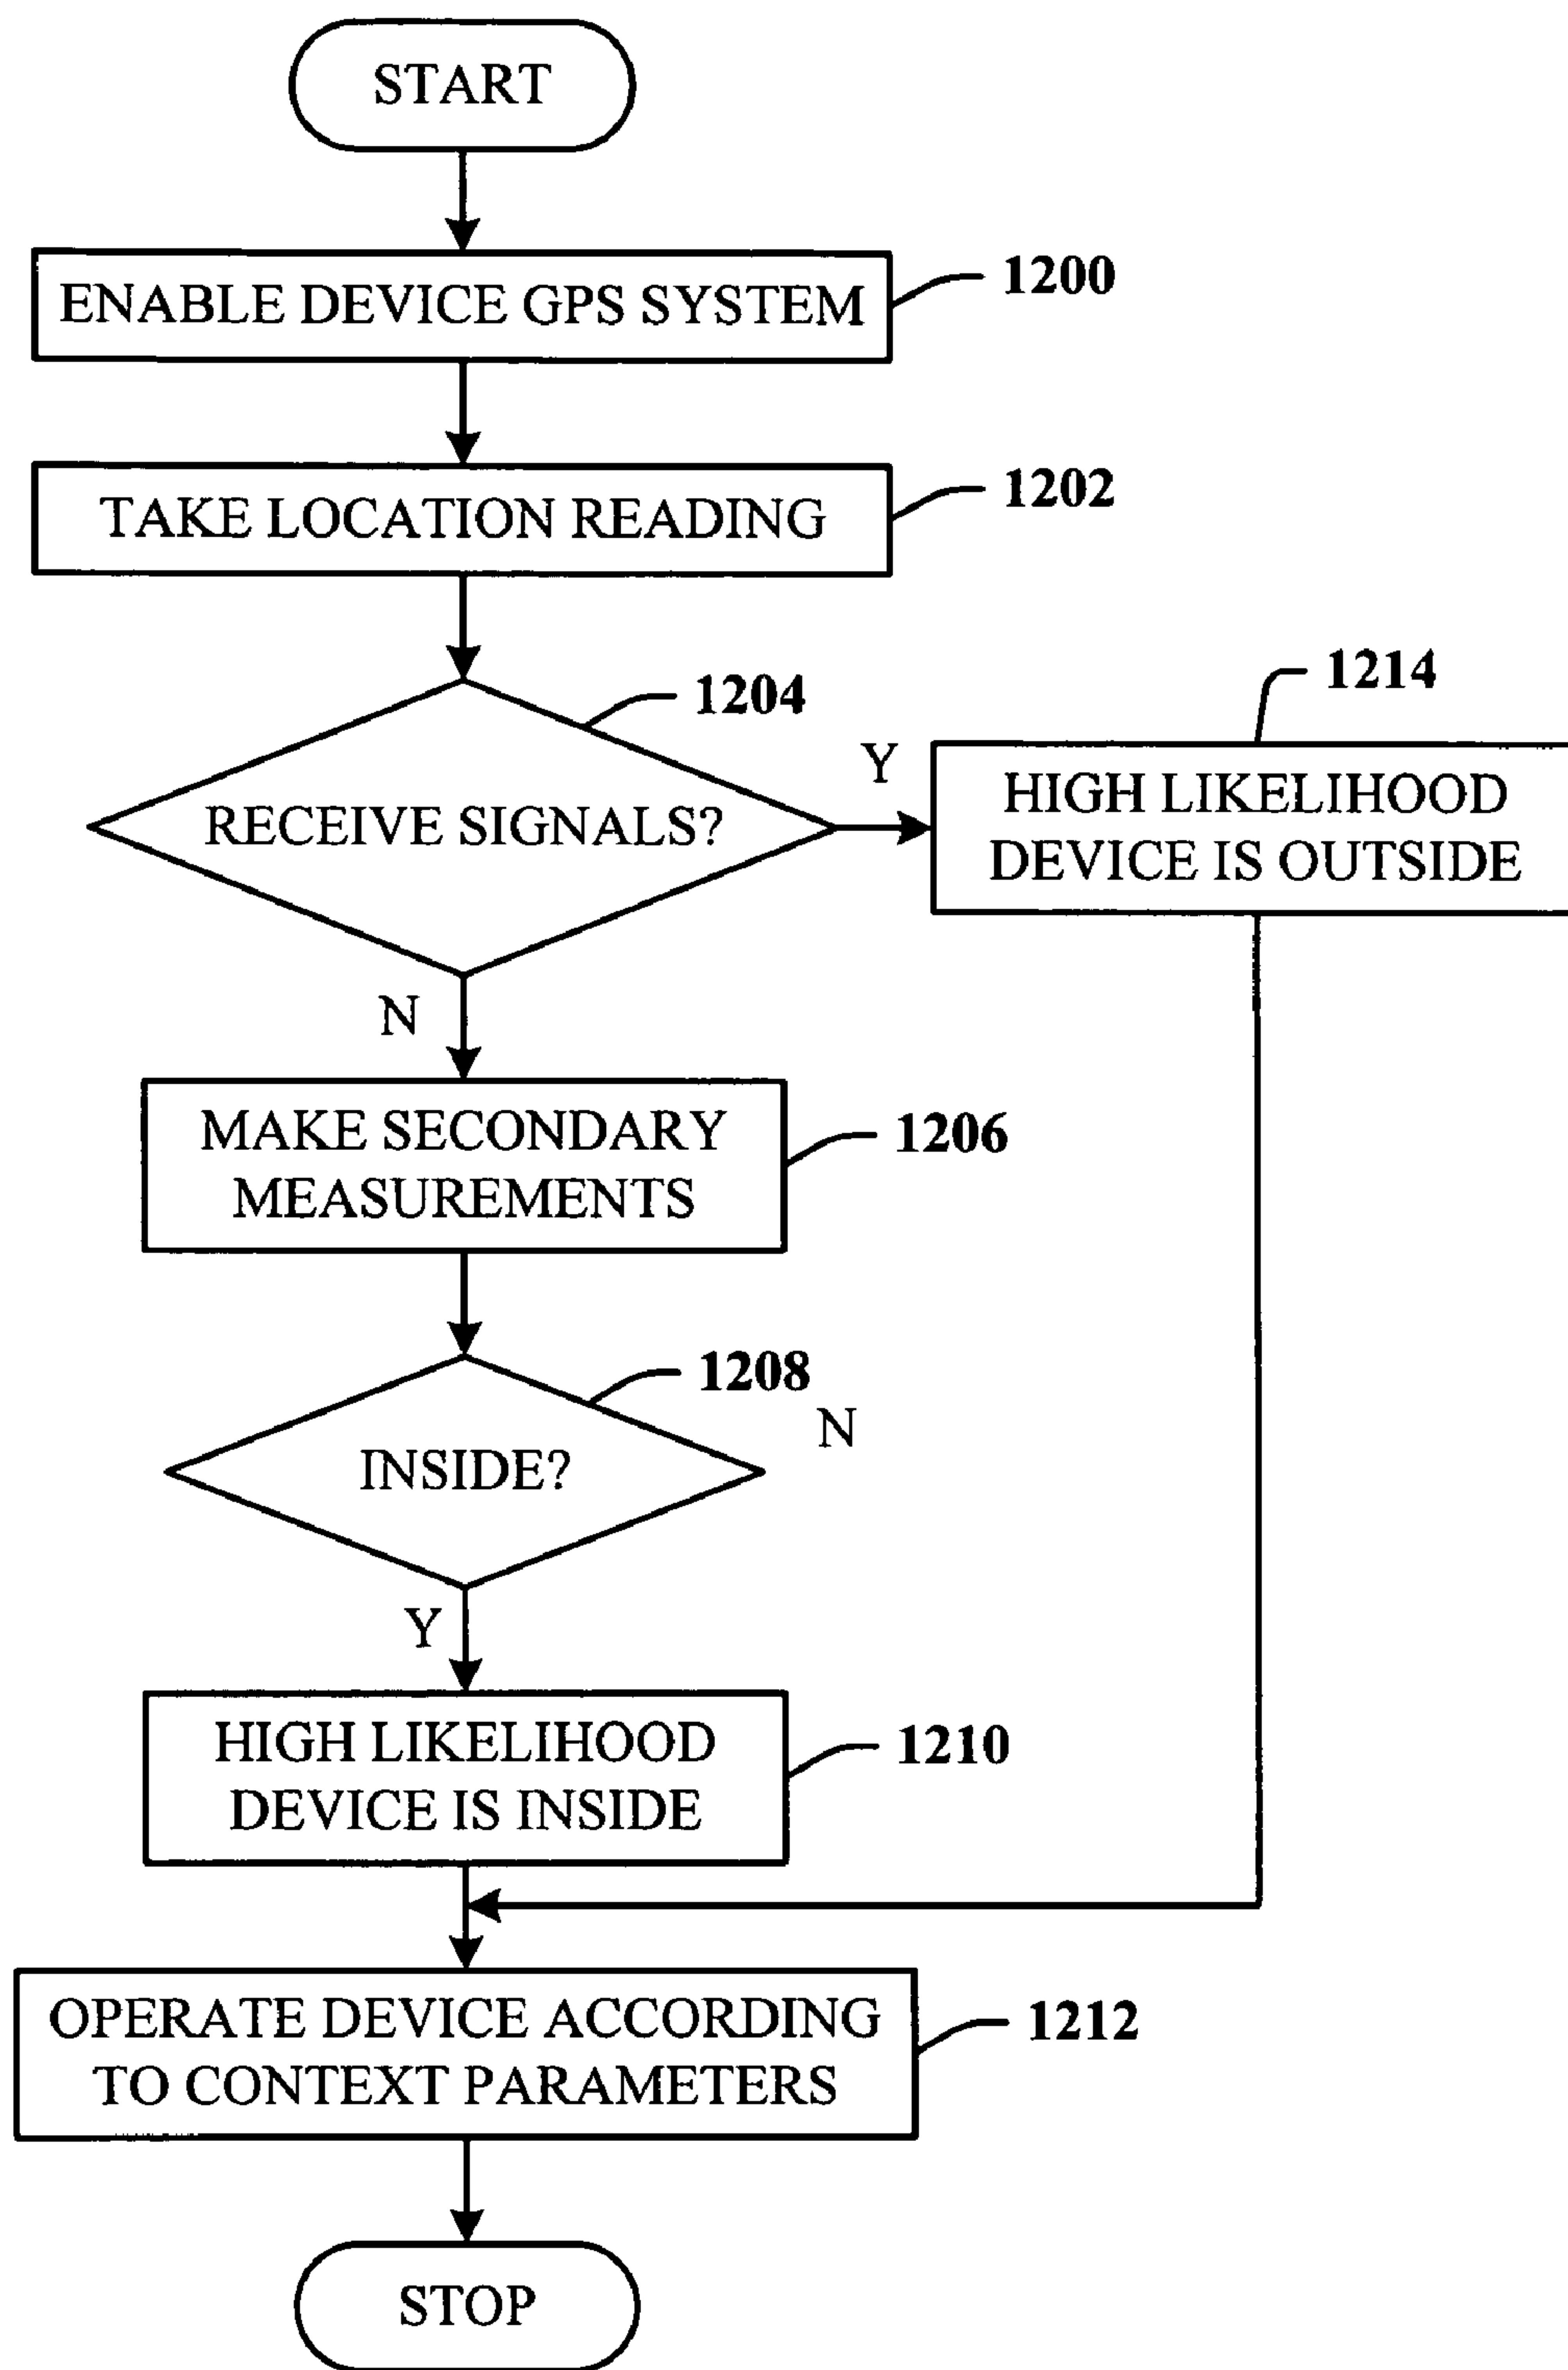 START
ENABLE DEVICE GPS SYSTEM
1200
TAKE LOCATION READING
1202
1204
RECEIVE SIGNALS?
Y
1214
HIGH LIKELIHOOD
DEVICE IS OUTSIDE
N
MAKE SECONDARY
MEASUREMENTS
1206
1208
N
INSIDE?
Y
HIGH LIKELIHOOD
DEVICE IS INSIDE
1210
OPERATE DEVICE ACCORDING
TO CONTEXT PARAMETERS
1212
STOP